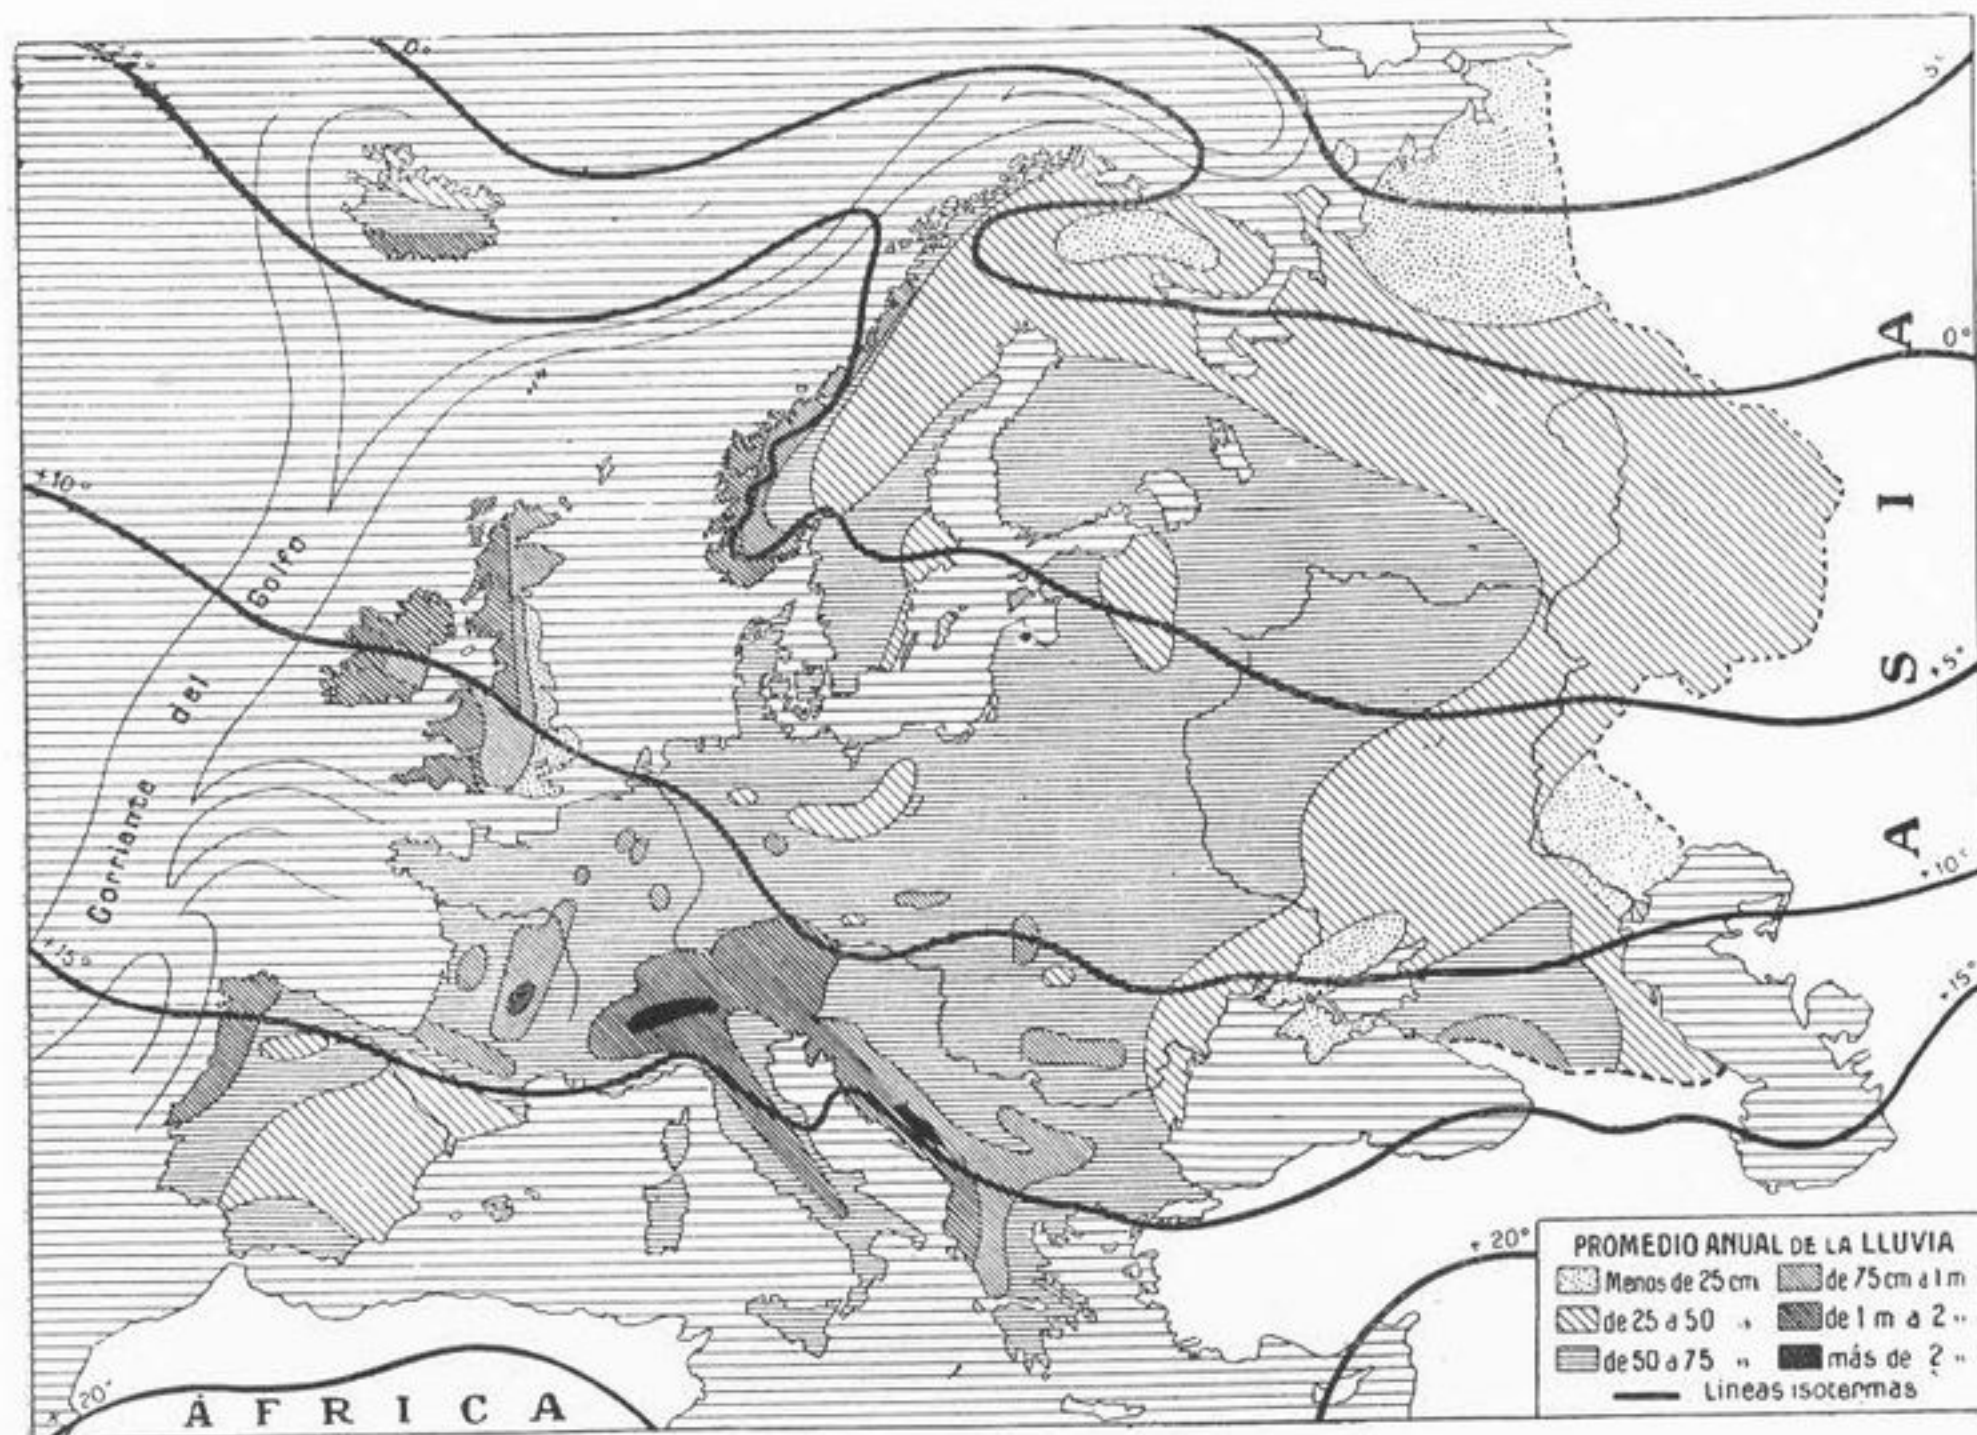 0°
5°
+10°
0°
Corriente del Golfo
+5°
+15°
+10°
+15°
+20°
20°
ASIA
ÁFRICA
PROMEDIO ANUAL DE LA LLUVIA
Menos de 25 cm. de 75 cm a 1 m
de 25 a 50 " de 1 m a 2 "
de 50 a 75 " más de 2 "
Lineas isotermas